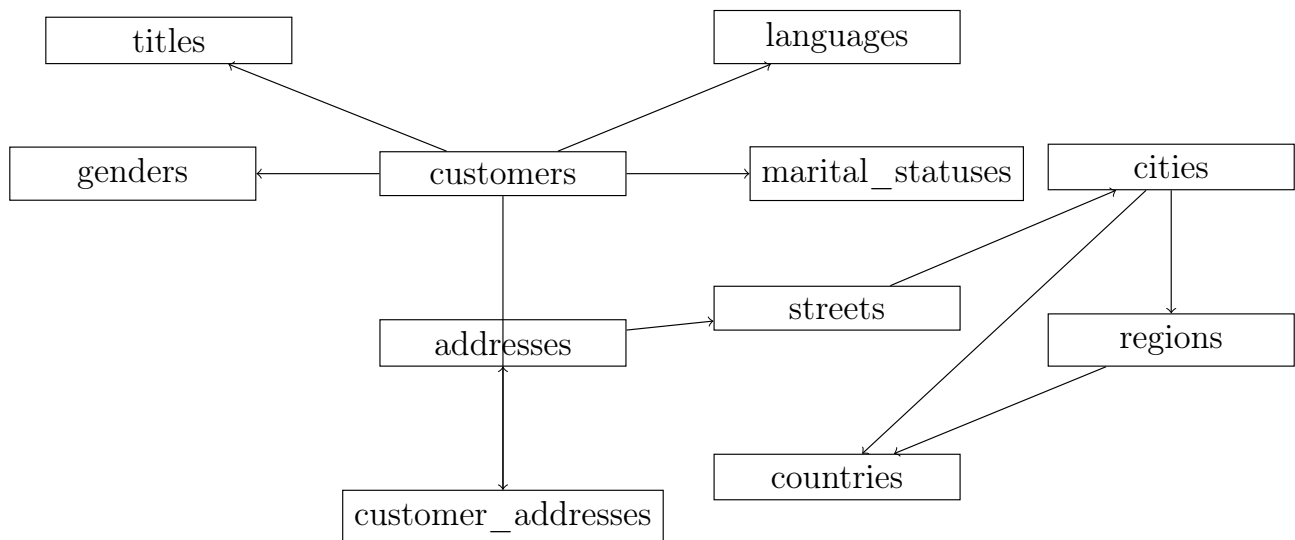 titles
languages
genders
customers
marital_statuses
cities
streets
addresses
regions
countries
customer_addresses